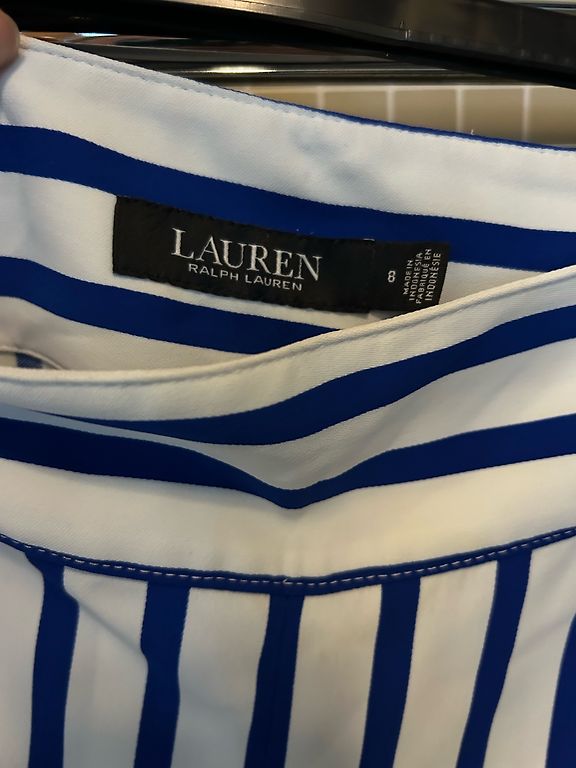 LAUREN
RALPH LAUREN
8
MADE IN
INDONESIA
FABRIQUÉ EN
INDONÉSIE